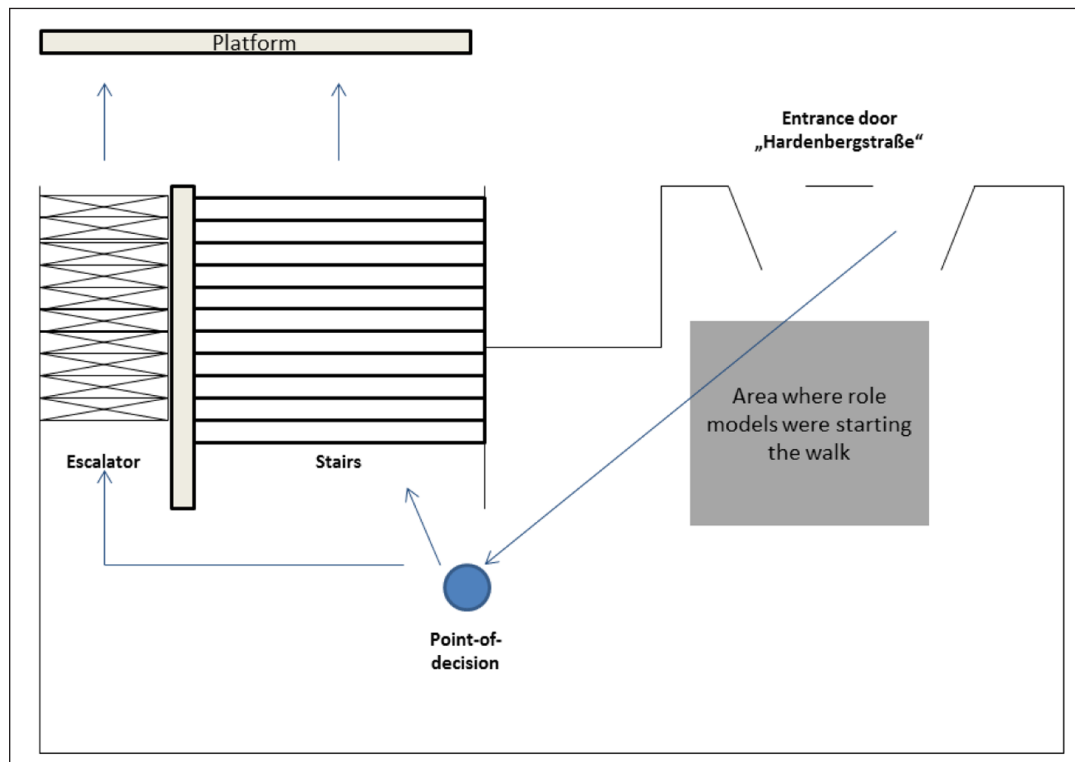 Platform
Entrance door
„Hardenbergstraße“
Area where role
models were starting
the walk
Escalator
Stairs
Point-of-
decision